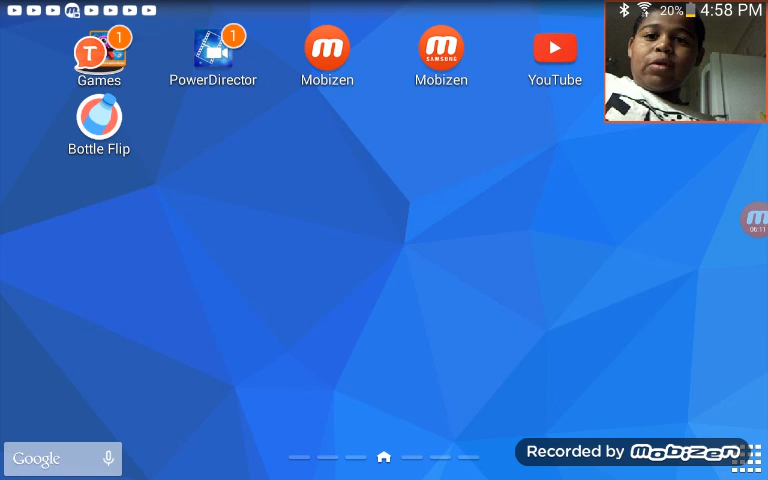 20% 4:58 PM
T 1
1
m
m
SAMSUNG
Games
PowerDirector
Mobizen
Mobizen
YouTube
Bottle Flip
m
06:11
Google
Recorded by mobizen